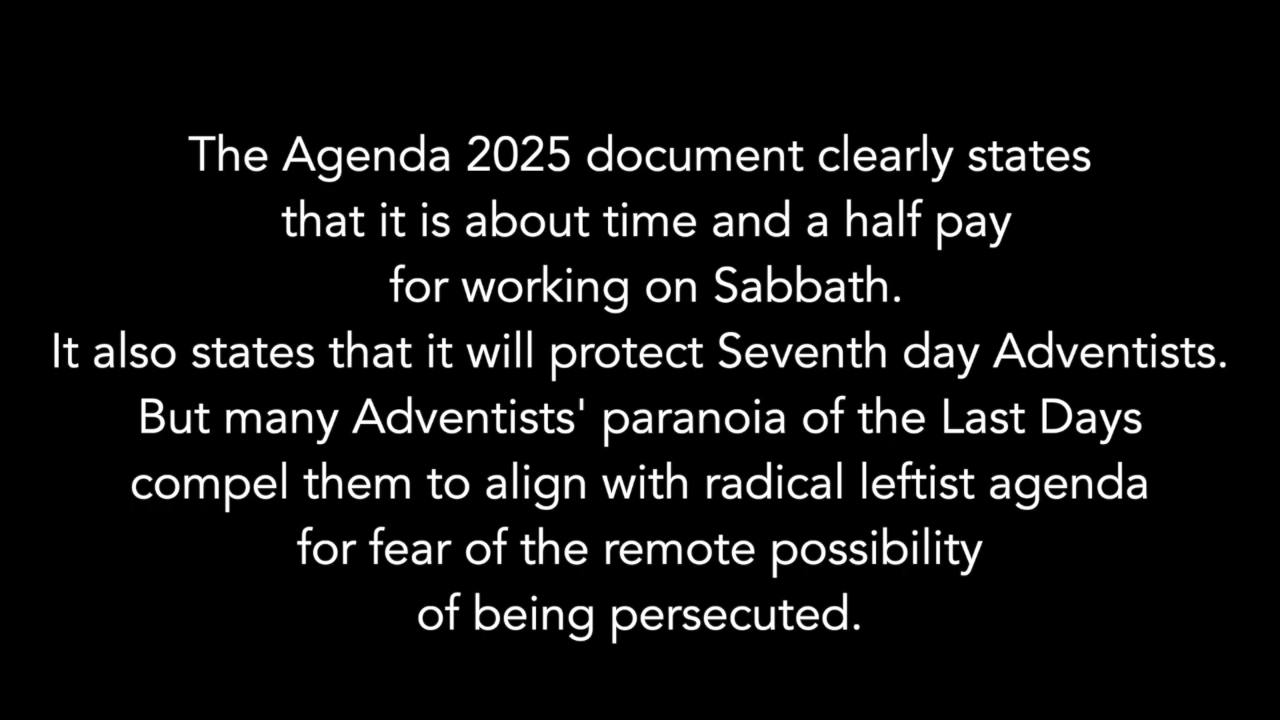 The Agenda 2025 document clearly states
that it is about time and a half pay
for working on Sabbath.
It also states that it will protect Seventh day Adventists.
But many Adventists' paranoia of the Last Days
compel them to align with radical leftist agenda
for fear of the remote possibility
of being persecuted.